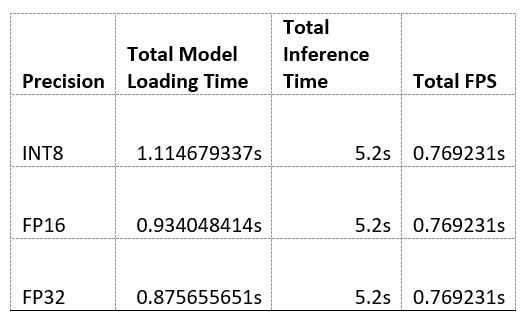 Precision Total Model Loading Time Total Inference Time Total FPS
INT8 1.114679337s 5.2s 0.769231s
FP16 0.934048414s 5.2s 0.769231s
FP32 0.875655651s 5.2s 0.769231s